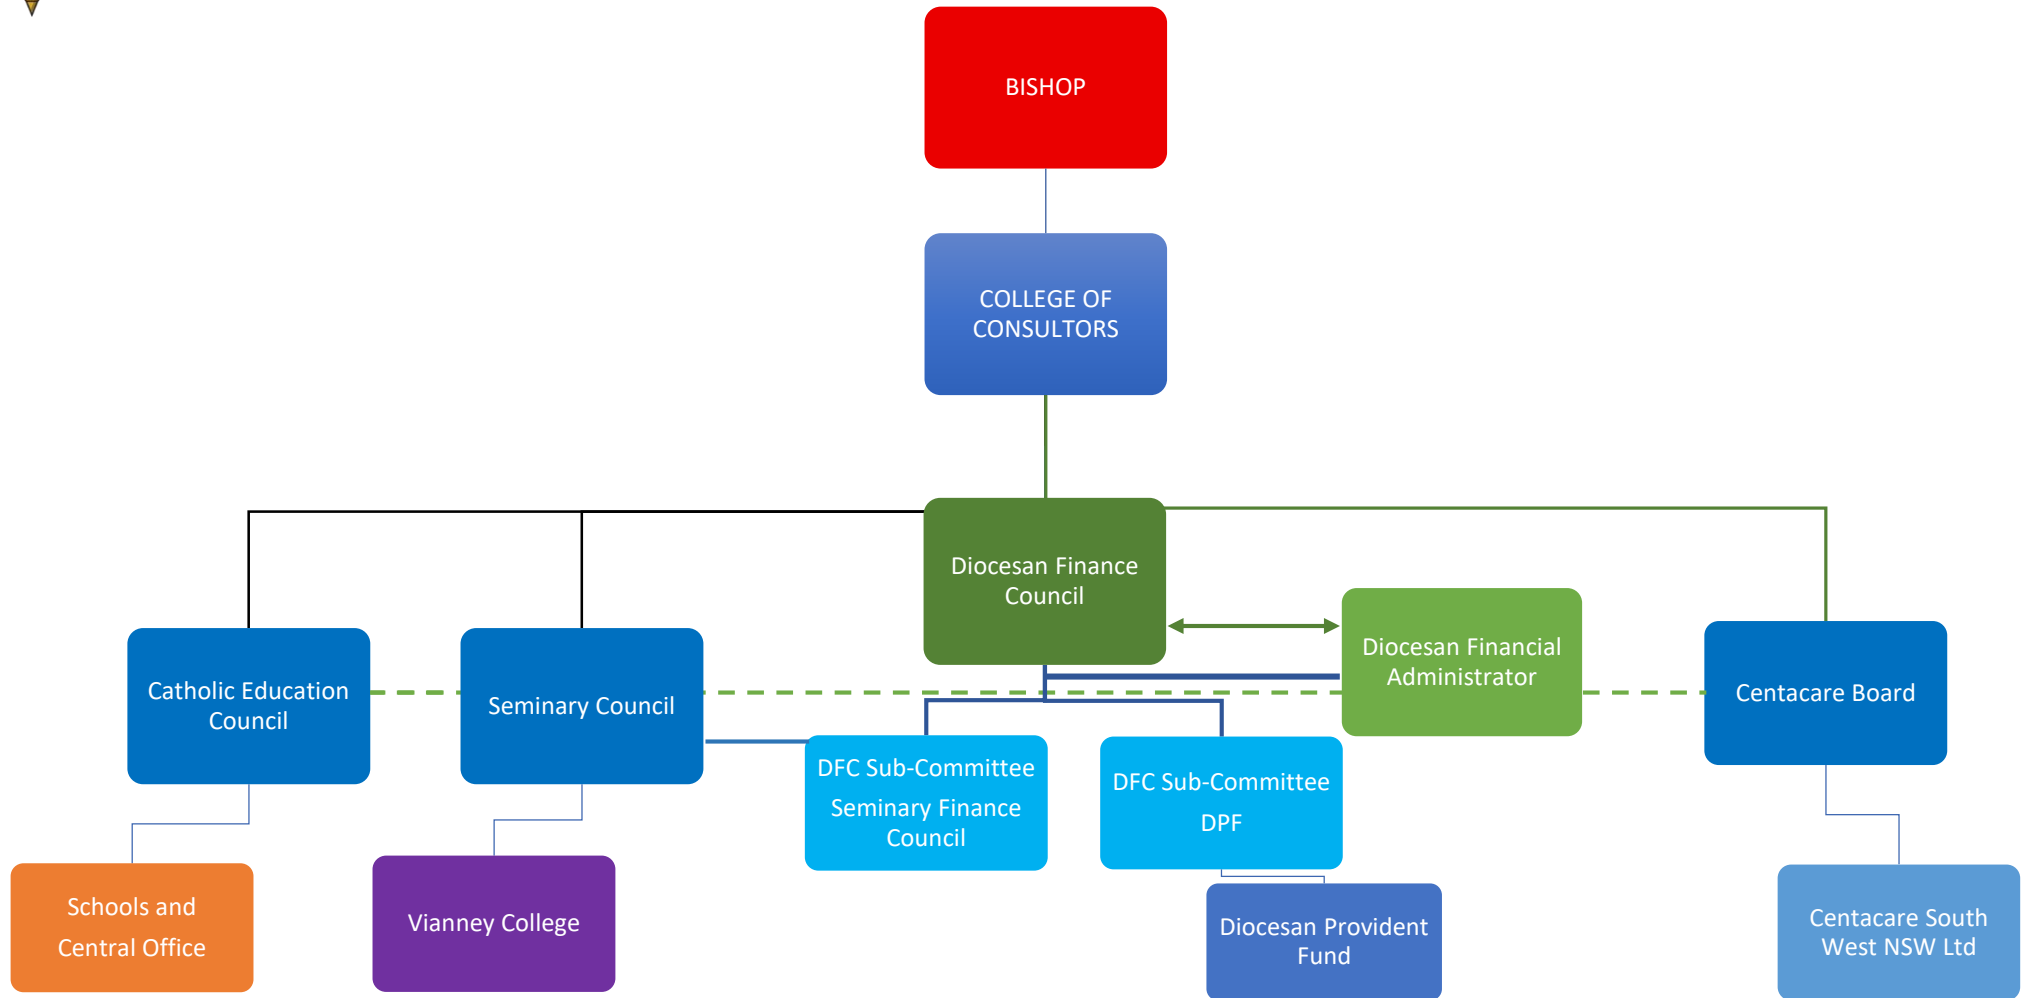 BISHOP
COLLEGE OF
CONSULTORS
Diocesan Finance
Council
Diocesan Financial
Administrator
Catholic Education
Council
Seminary Council
Centacare Board
DFC Sub-Committee
Seminary Finance
Council
DFC Sub-Committee
DPF
Schools and
Central Office
Vianney College
Diocesan Provident
Fund
Centacare South
West NSW Ltd